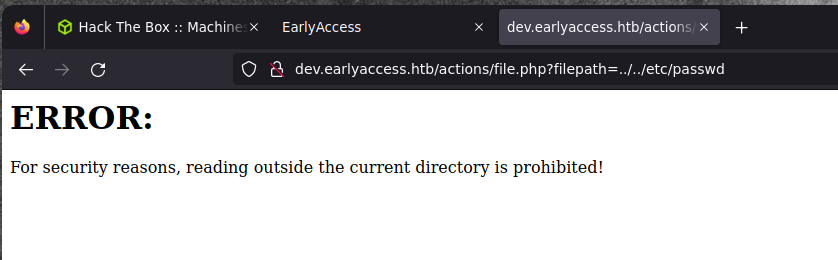 Hack The Box :: Machines
EarlyAccess
dev.earlyaccess.htb/actions/
dev.earlyaccess.htb/actions/file.php?filepath=../../etc/passwd
ERROR:
For security reasons, reading outside the current directory is prohibited!